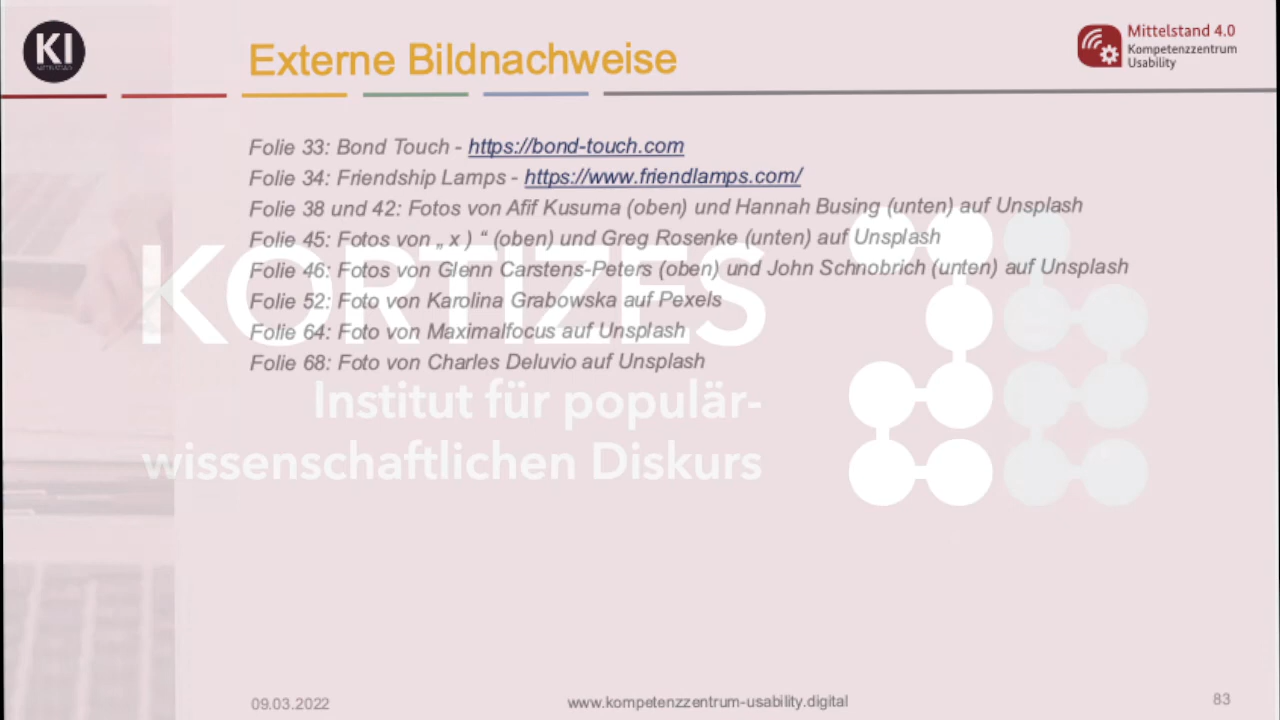 KI
Externe Bildnachweise
Mittelstand 4.0
Kompetenzzentrum
Usability
Folie 33: Bond Touch - https://bond-touch.com
Folie 34: Friendship Lamps - https://www.friendlamps.com/
Folie 38 und 42: Fotos von Afif Kusuma (oben) und Hannah Busing (unten) auf Unsplash
Folie 45: Fotos von „ x ) “ (oben) und Greg Rosenke (unten) auf Unsplash
Folie 46: Fotos von Glenn Carstens-Peters (oben) und John Schnobrich (unten) auf Unsplash
Folie 52: Foto von Karolina Grabowska auf Pexels
Folie 64: Foto von Maximalfocus auf Unsplash
Folie 68: Foto von Charles Deluvio auf Unsplash
KORTIZES
Institut für populär-
wissenschaftlichen Diskurs
09.03.2022
www.kompetenzzentrum-usability.digital
83